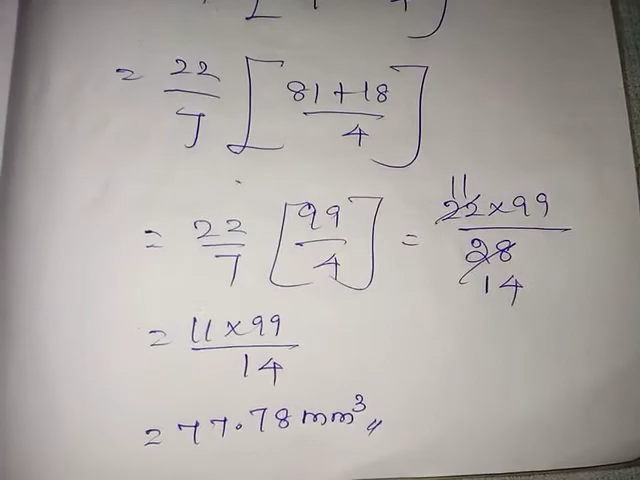 = 22/7 [81+18/4]
= 22/7 [99/4] = 11 22×99/28 14
= 11×99/14
= 77.78 mm³